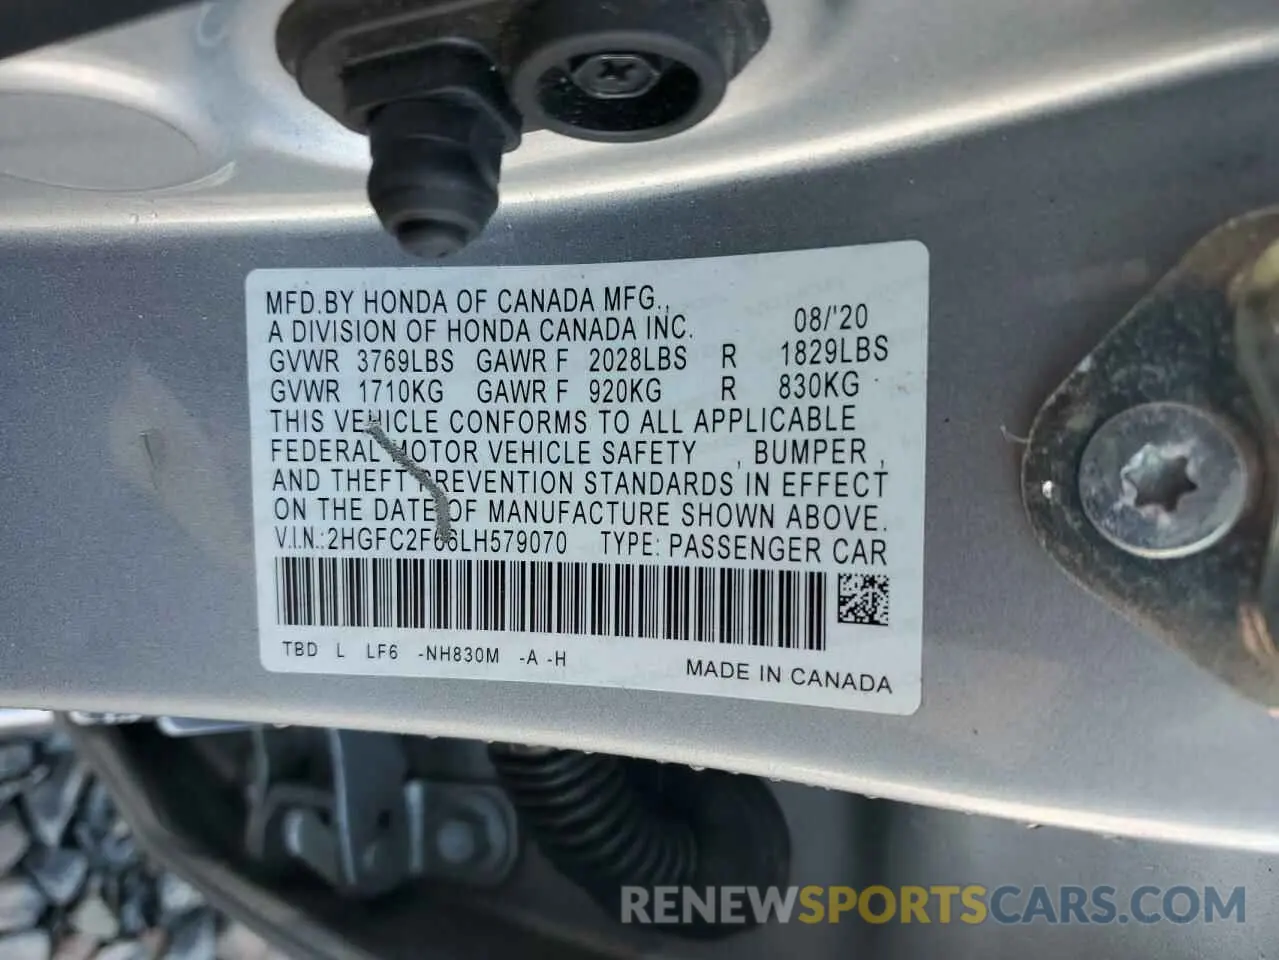 MFD.BY HONDA OF CANADA MFG.,
A DIVISION OF HONDA CANADA INC. 08/'20
GVWR 3769LBS GAWR F 2028LBS R 1829LBS
GVWR 1710KG GAWR F 920KG R 830KG
THIS VEHICLE CONFORMS TO ALL APPLICABLE
FEDERAL MOTOR VEHICLE SAFETY , BUMPER ,
AND THEFT PREVENTION STANDARDS IN EFFECT
ON THE DATE OF MANUFACTURE SHOWN ABOVE.
V.I.N.: 2HGFC2F66LH579070 TYPE: PASSENGER CAR
TBD L LF6 -NH830M -A -H
MADE IN CANADA
RENEWSPORTSCARS.COM